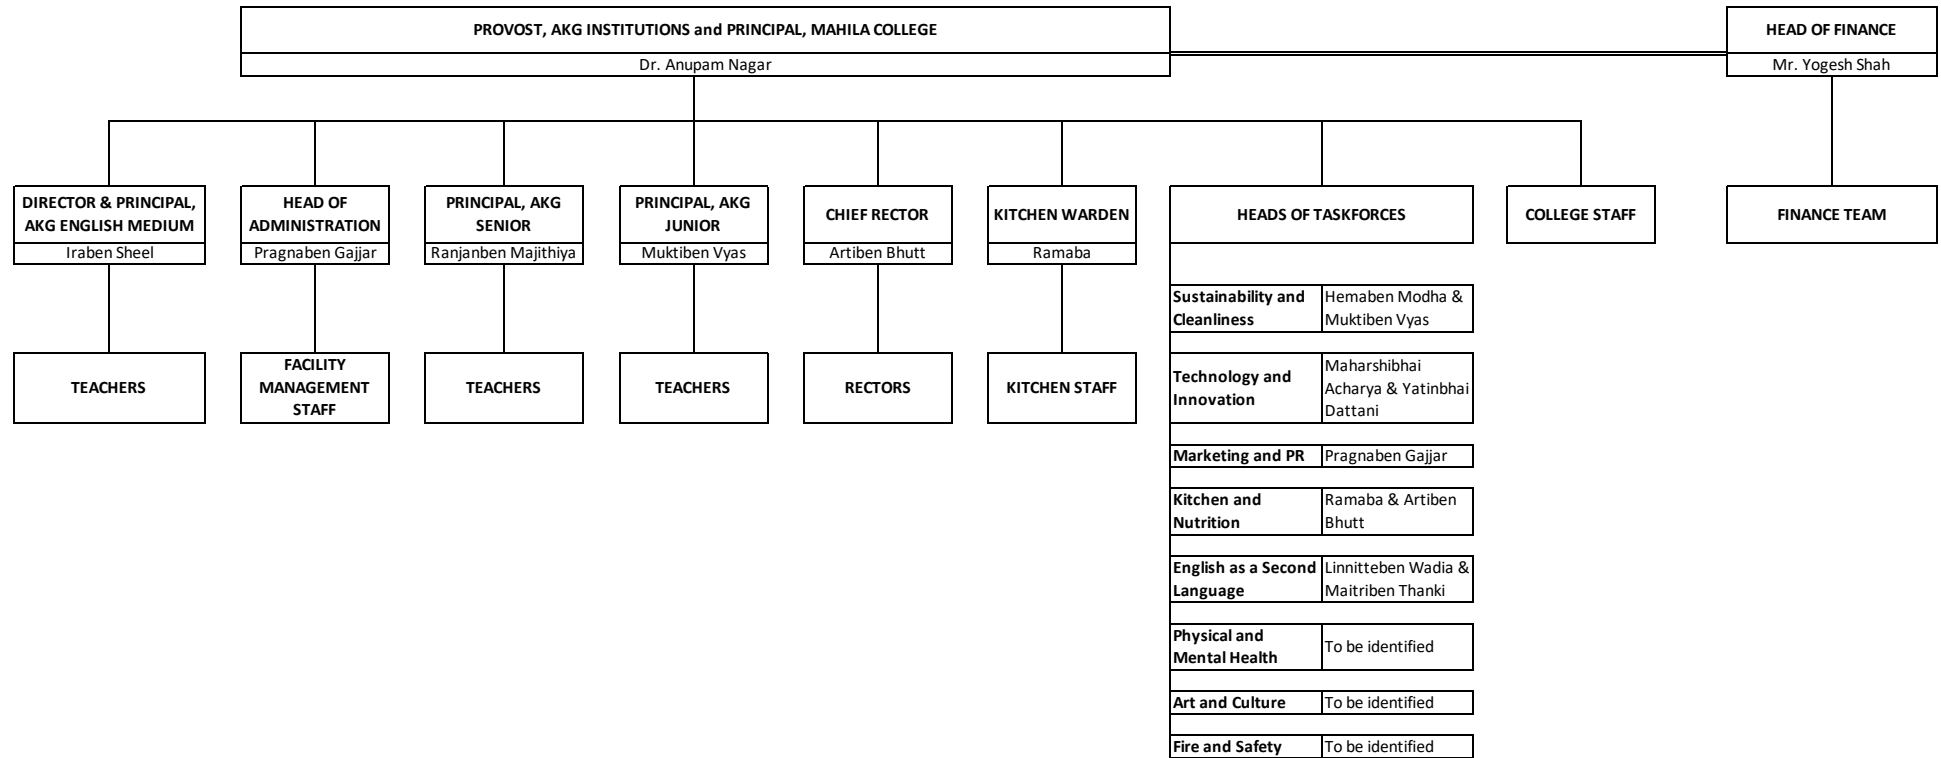 PROVOST, AKG INSTITUTIONS and PRINCIPAL, MAHILA COLLEGE
Dr. Anupam Nagar
HEAD OF FINANCE
Mr. Yogesh Shah
DIRECTOR & PRINCIPAL,
AKG ENGLISH MEDIUM
Iraben Sheel
HEAD OF
ADMINISTRATION
Pragnaben Gajjar
PRINCIPAL, AKG
SENIOR
Ranjanben Majithiya
PRINCIPAL, AKG
JUNIOR
Muktiben Vyas
CHIEF RECTOR
Artiben Bhutt
KITCHEN WARDEN
Ramaba
HEADS OF TASKFORCES
COLLEGE STAFF
FINANCE TEAM
TEACHERS
FACILITY
MANAGEMENT
STAFF
TEACHERS
TEACHERS
RECTORS
KITCHEN STAFF
Sustainability and
Cleanliness
Hemaben Modha &
Muktiben Vyas
Technology and
Innovation
Maharshibhai
Acharya & Yatinbhai
Dattani
Marketing and PR
Pragnaben Gajjar
Kitchen and
Nutrition
Ramaba & Artiben
Bhutt
English as a Second
Language
Linnitteben Wadia &
Maitriben Thanki
Physical and
Mental Health
To be identified
Art and Culture
To be identified
Fire and Safety
To be identified